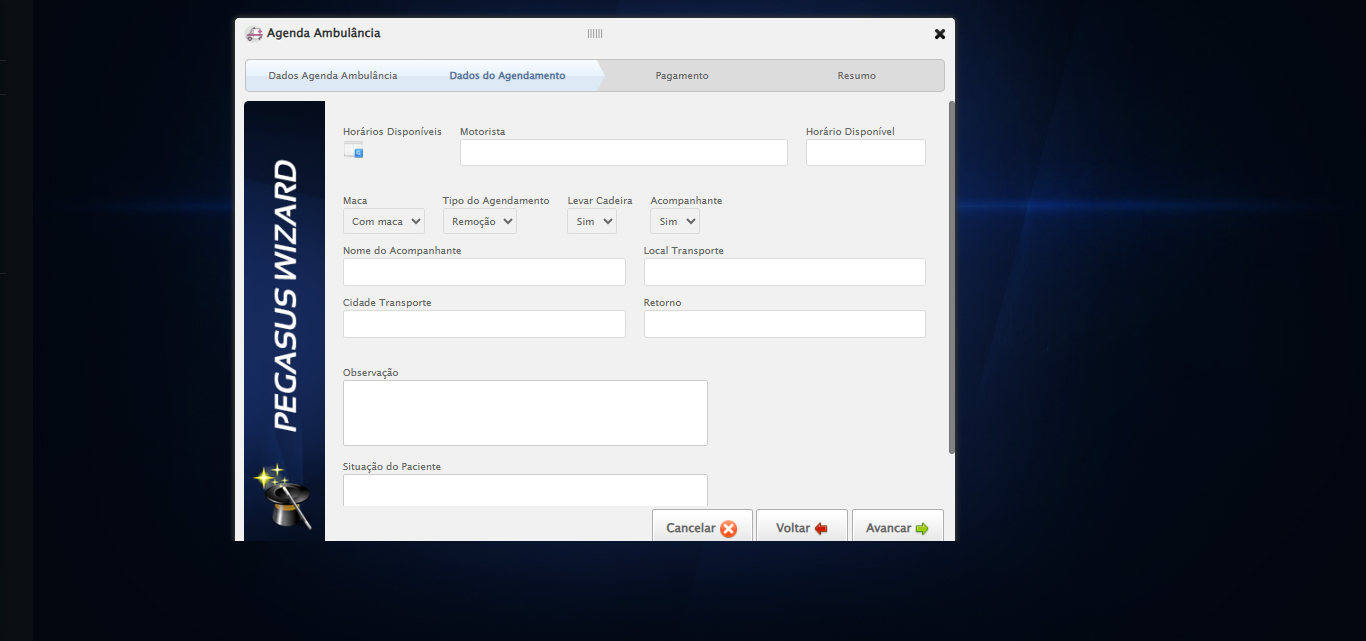 Agenda Ambulância
Dados Agenda Ambulância Dados do Agendamento Pagamento Resumo
PEGASUS WIZARD
Horários Disponíveis Motorista Horário Disponível
Maca Tipo do Agendamento Levar Cadeira Acompanhante
Com maca Remoção Sim Sim
Nome do Acompanhante Local Transporte
Cidade Transporte Retorno
Observação
Situação do Paciente
Cancelar Voltar Avancar